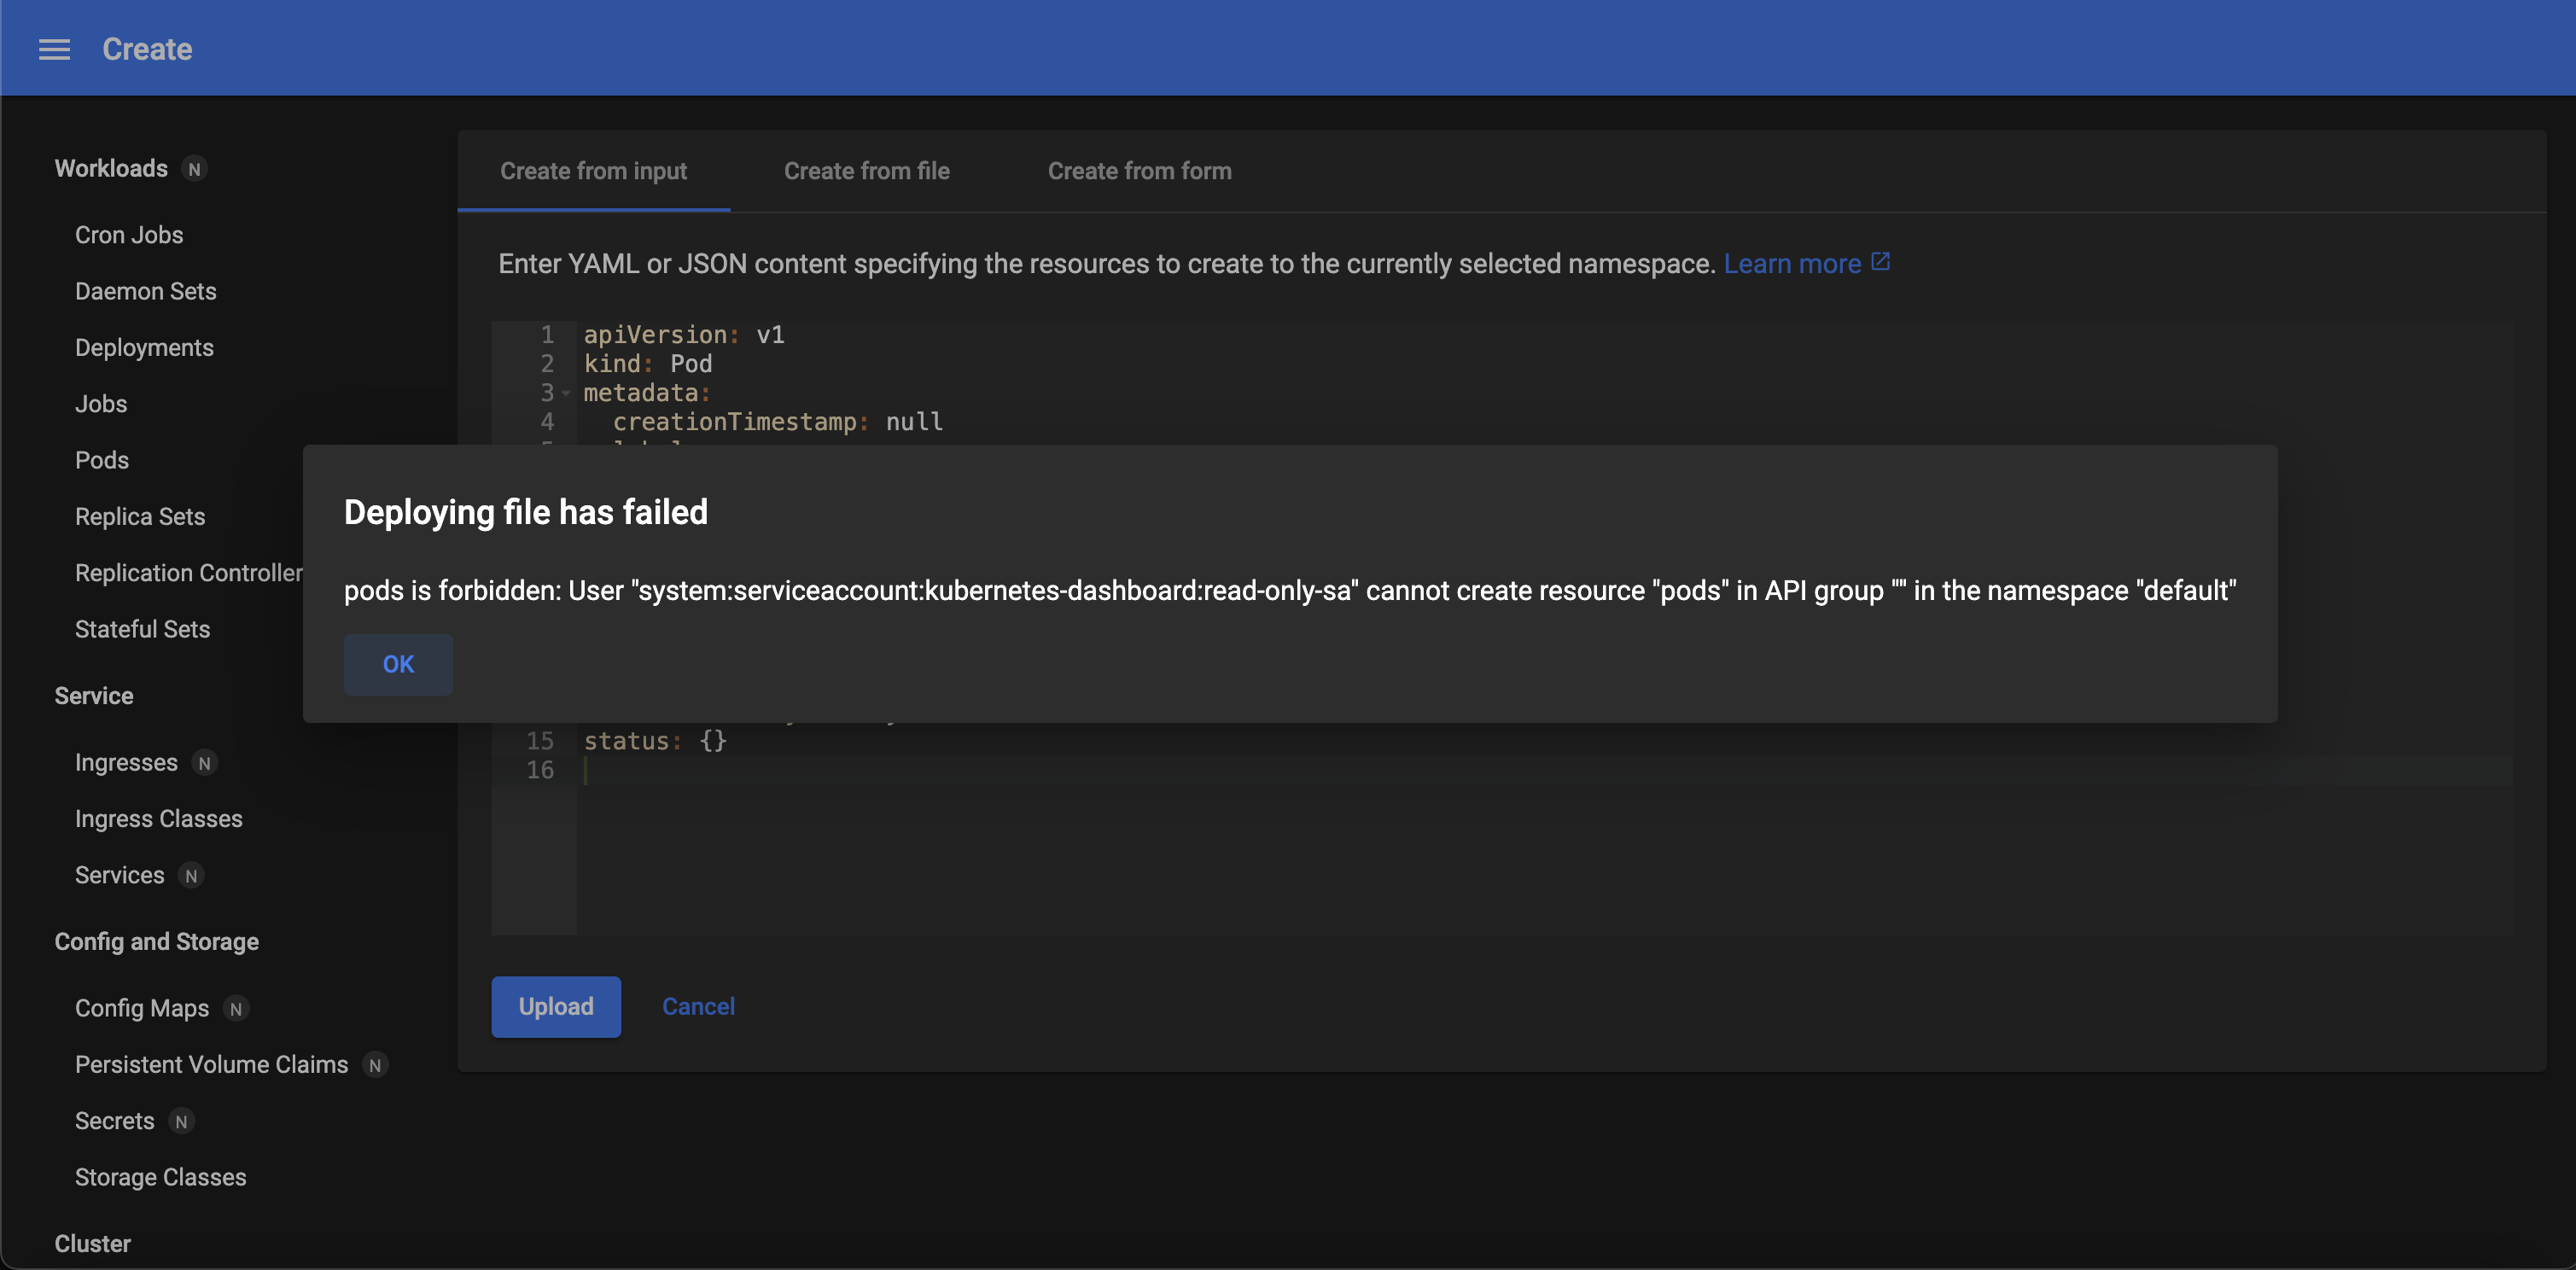 Create
Workloads N
Cron Jobs
Daemon Sets
Deployments
Jobs
Pods
Replica Sets
Replication Controller
Stateful Sets
Service
Ingresses N
Ingress Classes
Services N
Config and Storage
Config Maps N
Persistent Volume Claims N
Secrets N
Storage Classes
Cluster
Create from input
Create from file
Create from form
Enter YAML or JSON content specifying the resources to create to the currently selected namespace. Learn more
1 apiVersion: v1
2 kind: Pod
3 metadata:
4 creationTimestamp: null
Deploying file has failed
pods is forbidden: User "system:serviceaccount:kubernetes-dashboard:read-only-sa" cannot create resource "pods" in API group "" in the namespace "default"
OK
15 status: {}
16
Upload
Cancel